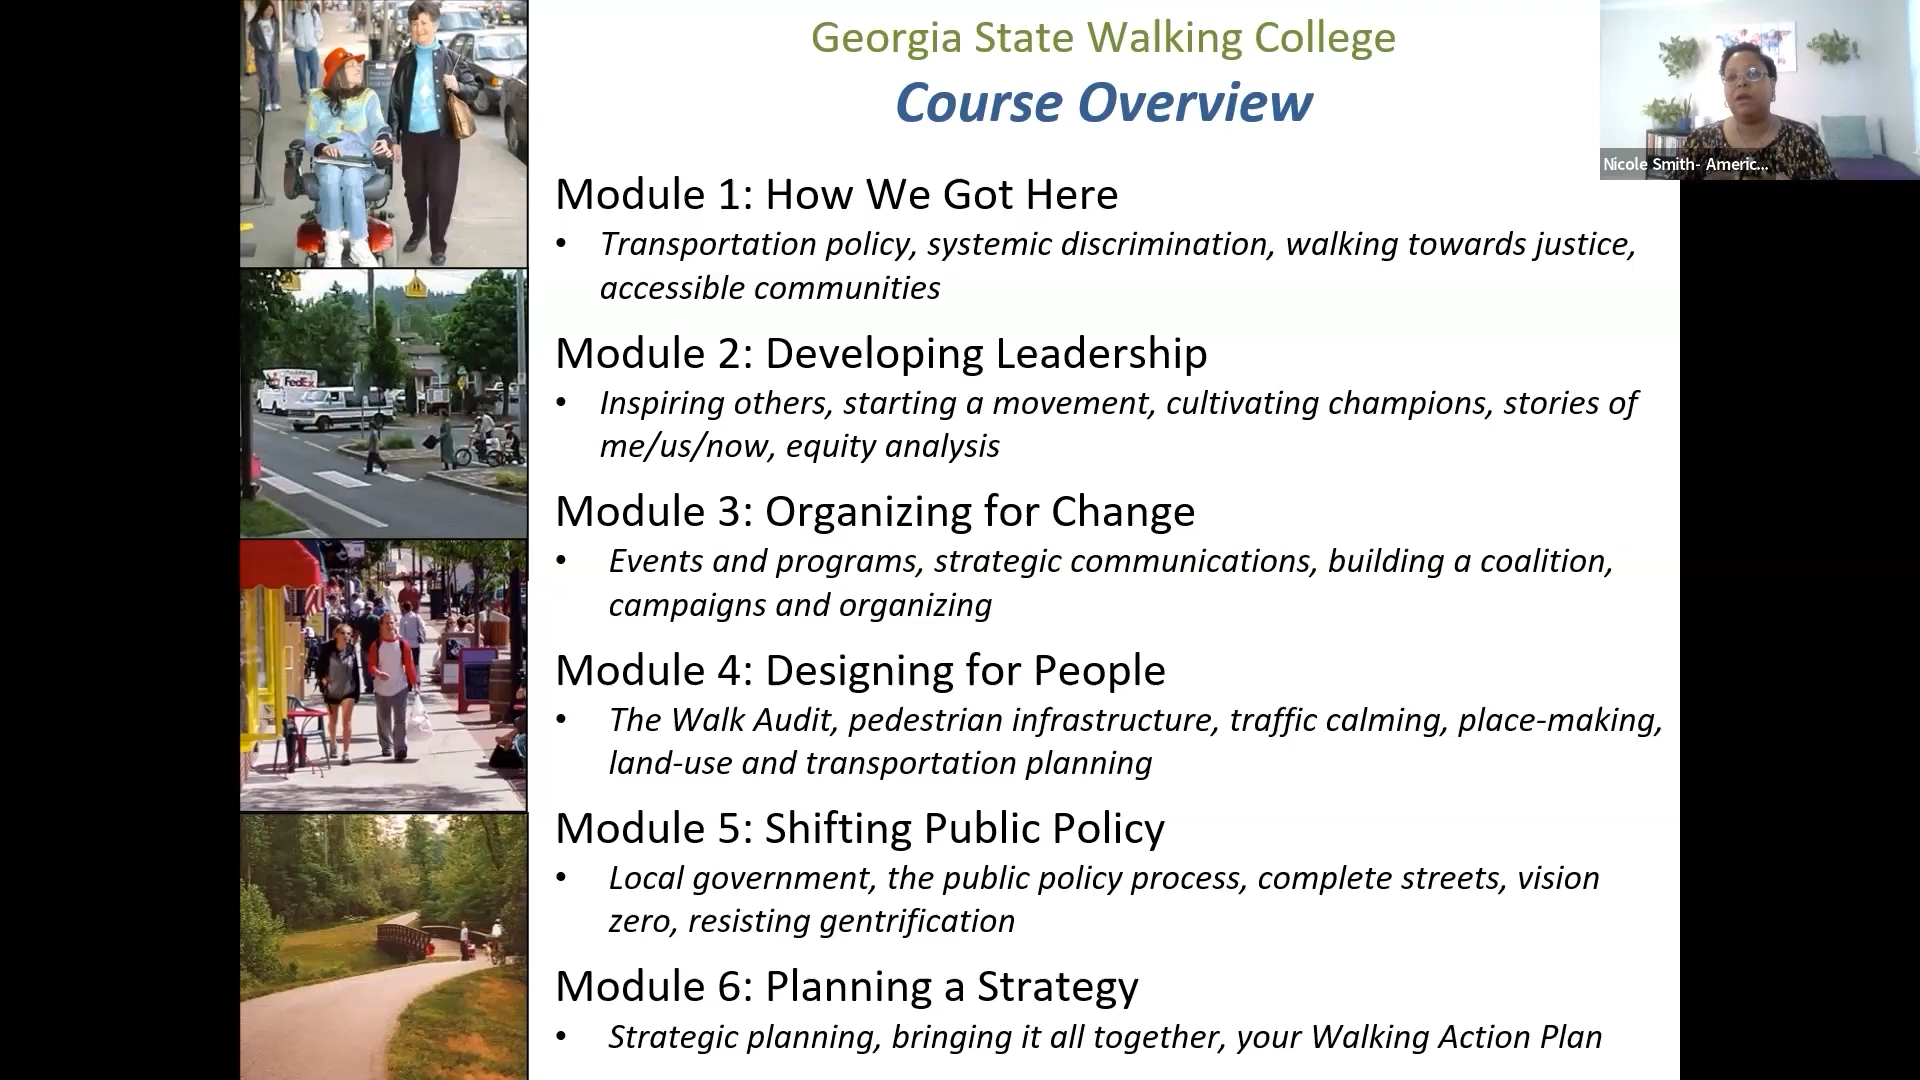 Georgia State Walking College
Course Overview
Nicole Smith- Americ...
Module 1: How We Got Here
• Transportation policy, systemic discrimination, walking towards justice,
accessible communities
Module 2: Developing Leadership
• Inspiring others, starting a movement, cultivating champions, stories of
me/us/now, equity analysis
Module 3: Organizing for Change
• Events and programs, strategic communications, building a coalition,
campaigns and organizing
Module 4: Designing for People
• The Walk Audit, pedestrian infrastructure, traffic calming, place-making,
land-use and transportation planning
Module 5: Shifting Public Policy
• Local government, the public policy process, complete streets, vision
zero, resisting gentrification
Module 6: Planning a Strategy
• Strategic planning, bringing it all together, your Walking Action Plan
FedEx